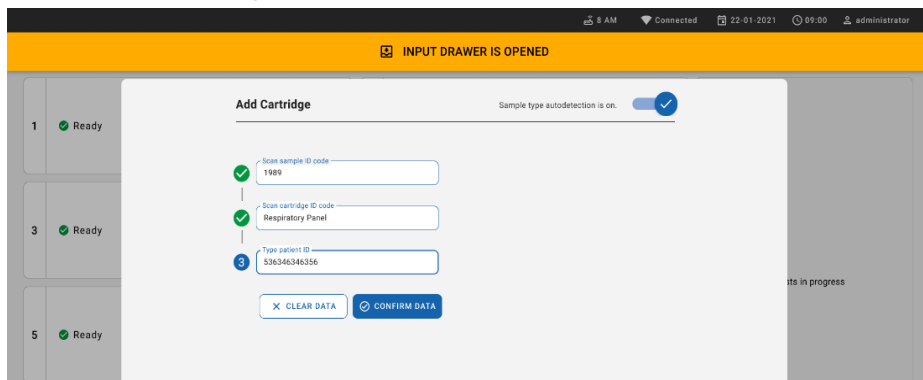 8 AM Connected 22-01-2021 09:00 administrator
INPUT DRAWER IS OPENED
Add Cartridge
Sample type autodetection is on.
1 Ready
Scan sample ID code
1989
Scan cartridge ID code
Respiratory Panel
3 Ready
Type patient ID
3 536346346356
in progress
CLEAR DATA CONFIRM DATA
5 Ready